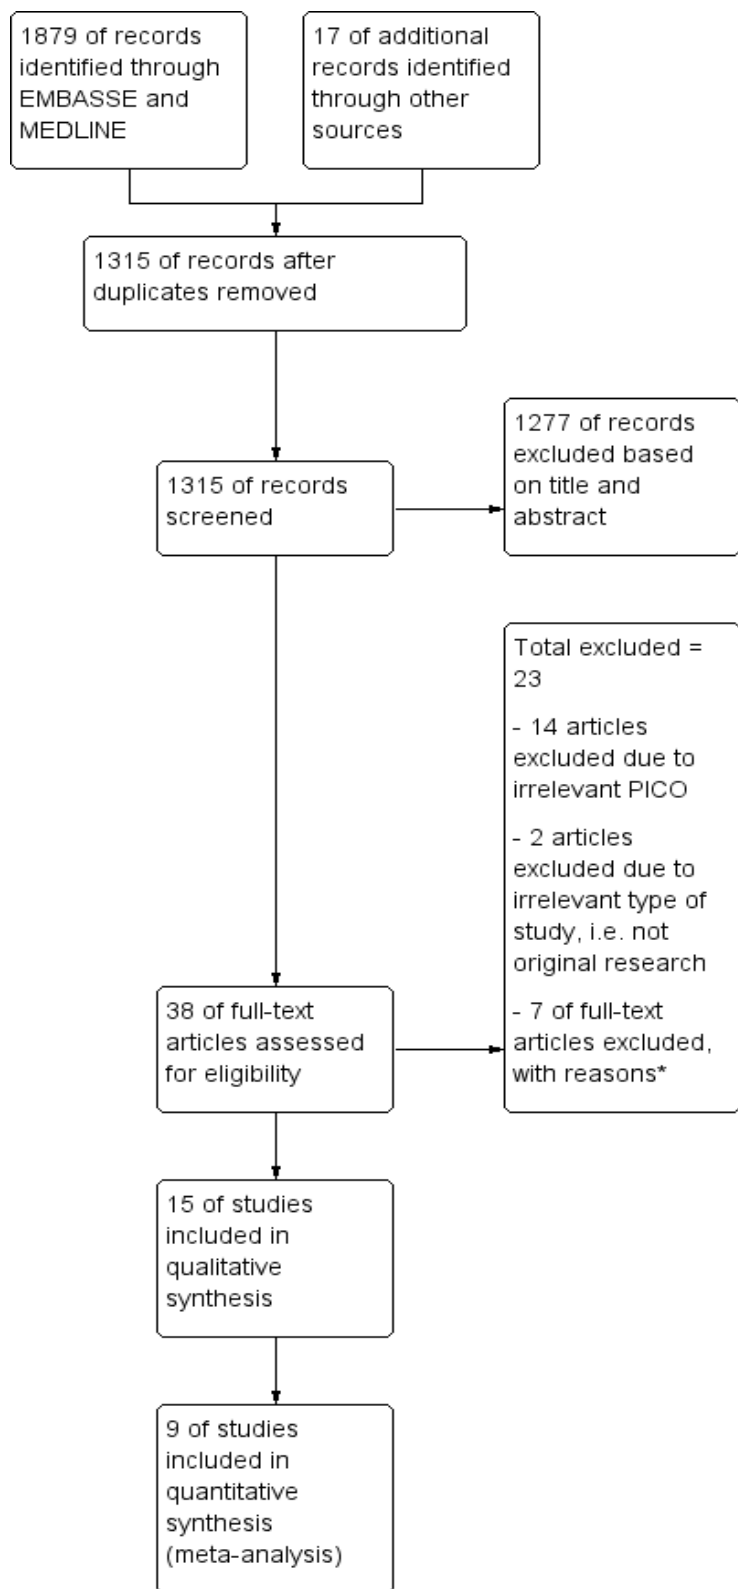 1879 of records
identified through
EMBASSE and
MEDLINE
17 of additional
records identified
through other
sources
1315 of records after
duplicates removed
1315 of records
screened
1277 of records
excluded based
on title and
abstract
Total excluded =
23
- 14 articles
excluded due to
irrelevant PICO
- 2 articles
excluded due to
irrelevant type of
study, i.e. not
original research
- 7 of full-text
articles excluded,
with reasons*
38 of full-text
articles assessed
for eligibility
15 of studies
included in
qualitative
synthesis
9 of studies
included in
quantitative
synthesis
(meta-analysis)